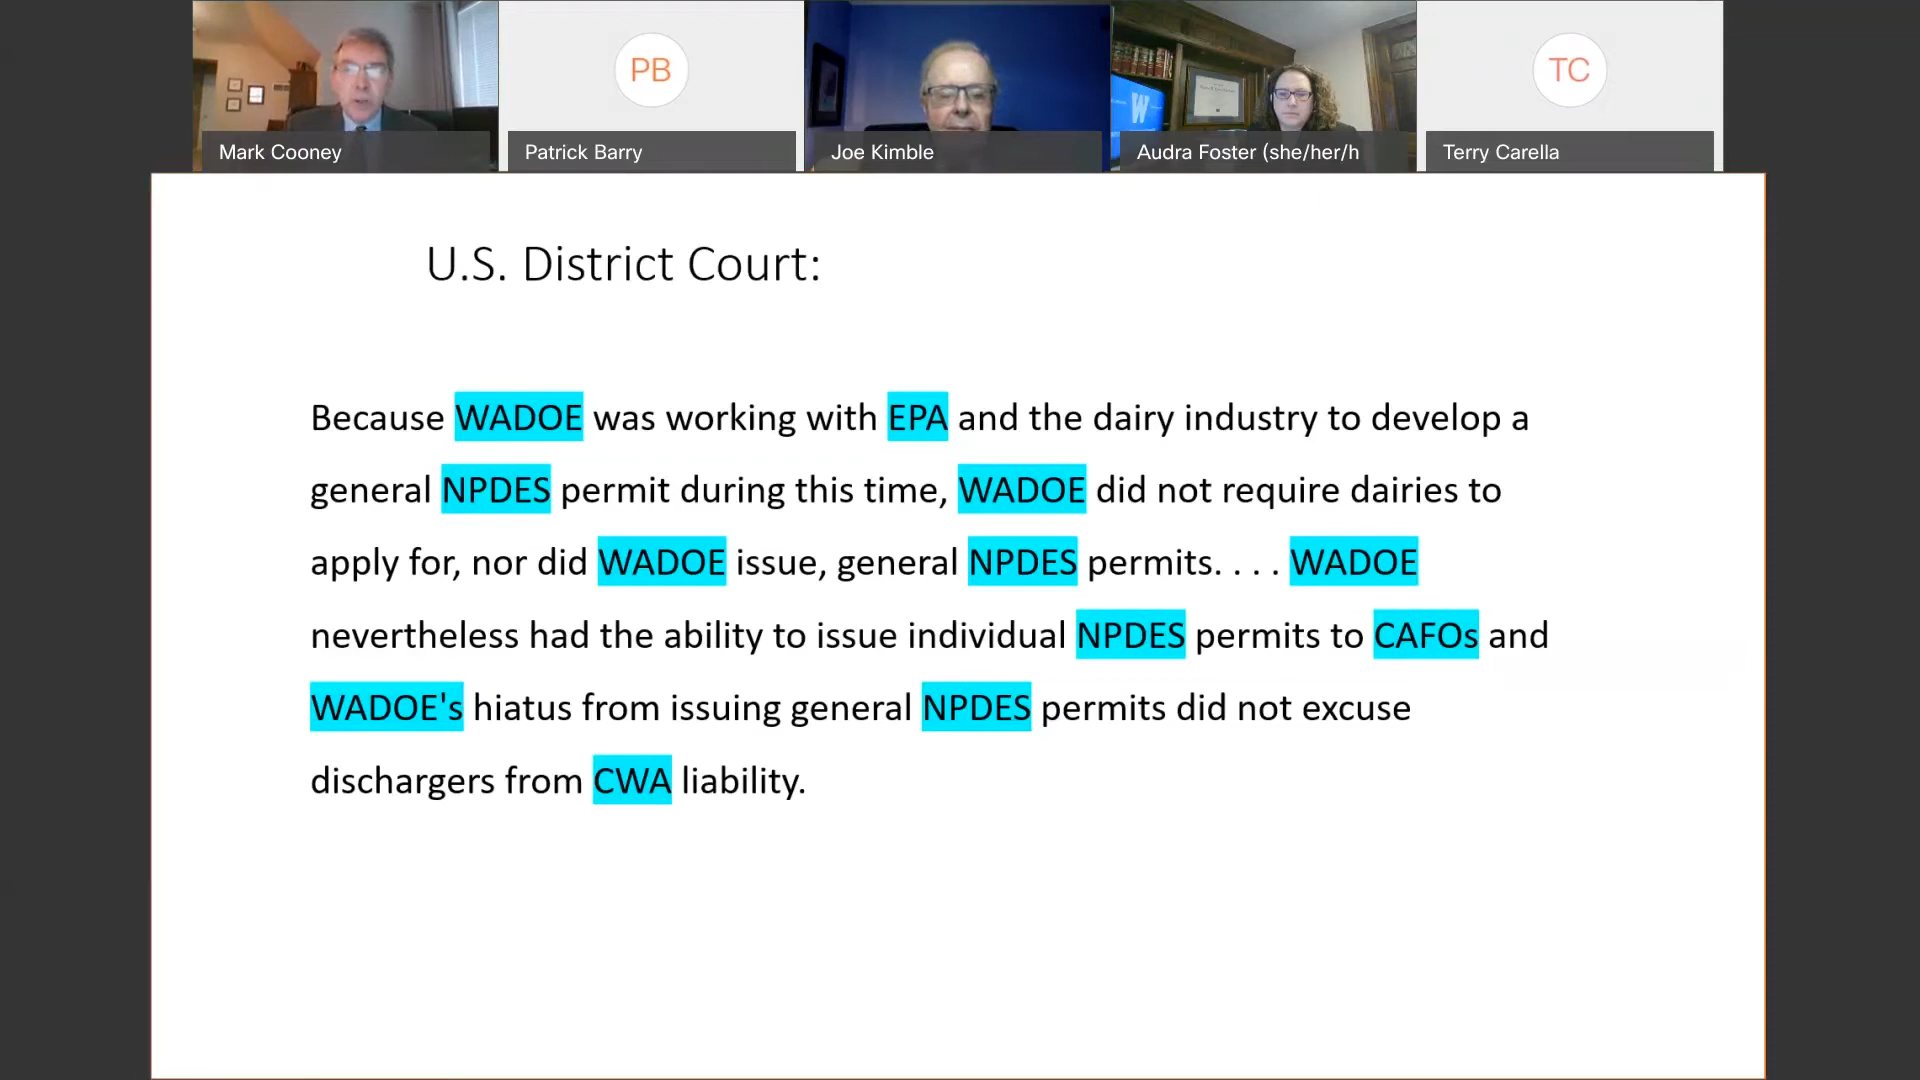 Mark Cooney
PB
Patrick Barry
Joe Kimble
W
Audra Foster (she/her/h
TC
Terry Carella
U.S. District Court:
Because WADOE was working with EPA and the dairy industry to develop a
general NPDES permit during this time, WADOE did not require dairies to
apply for, nor did WADOE issue, general NPDES permits. . . . WADOE
nevertheless had the ability to issue individual NPDES permits to CAFOs and
WADOE's hiatus from issuing general NPDES permits did not excuse
dischargers from CWA liability.